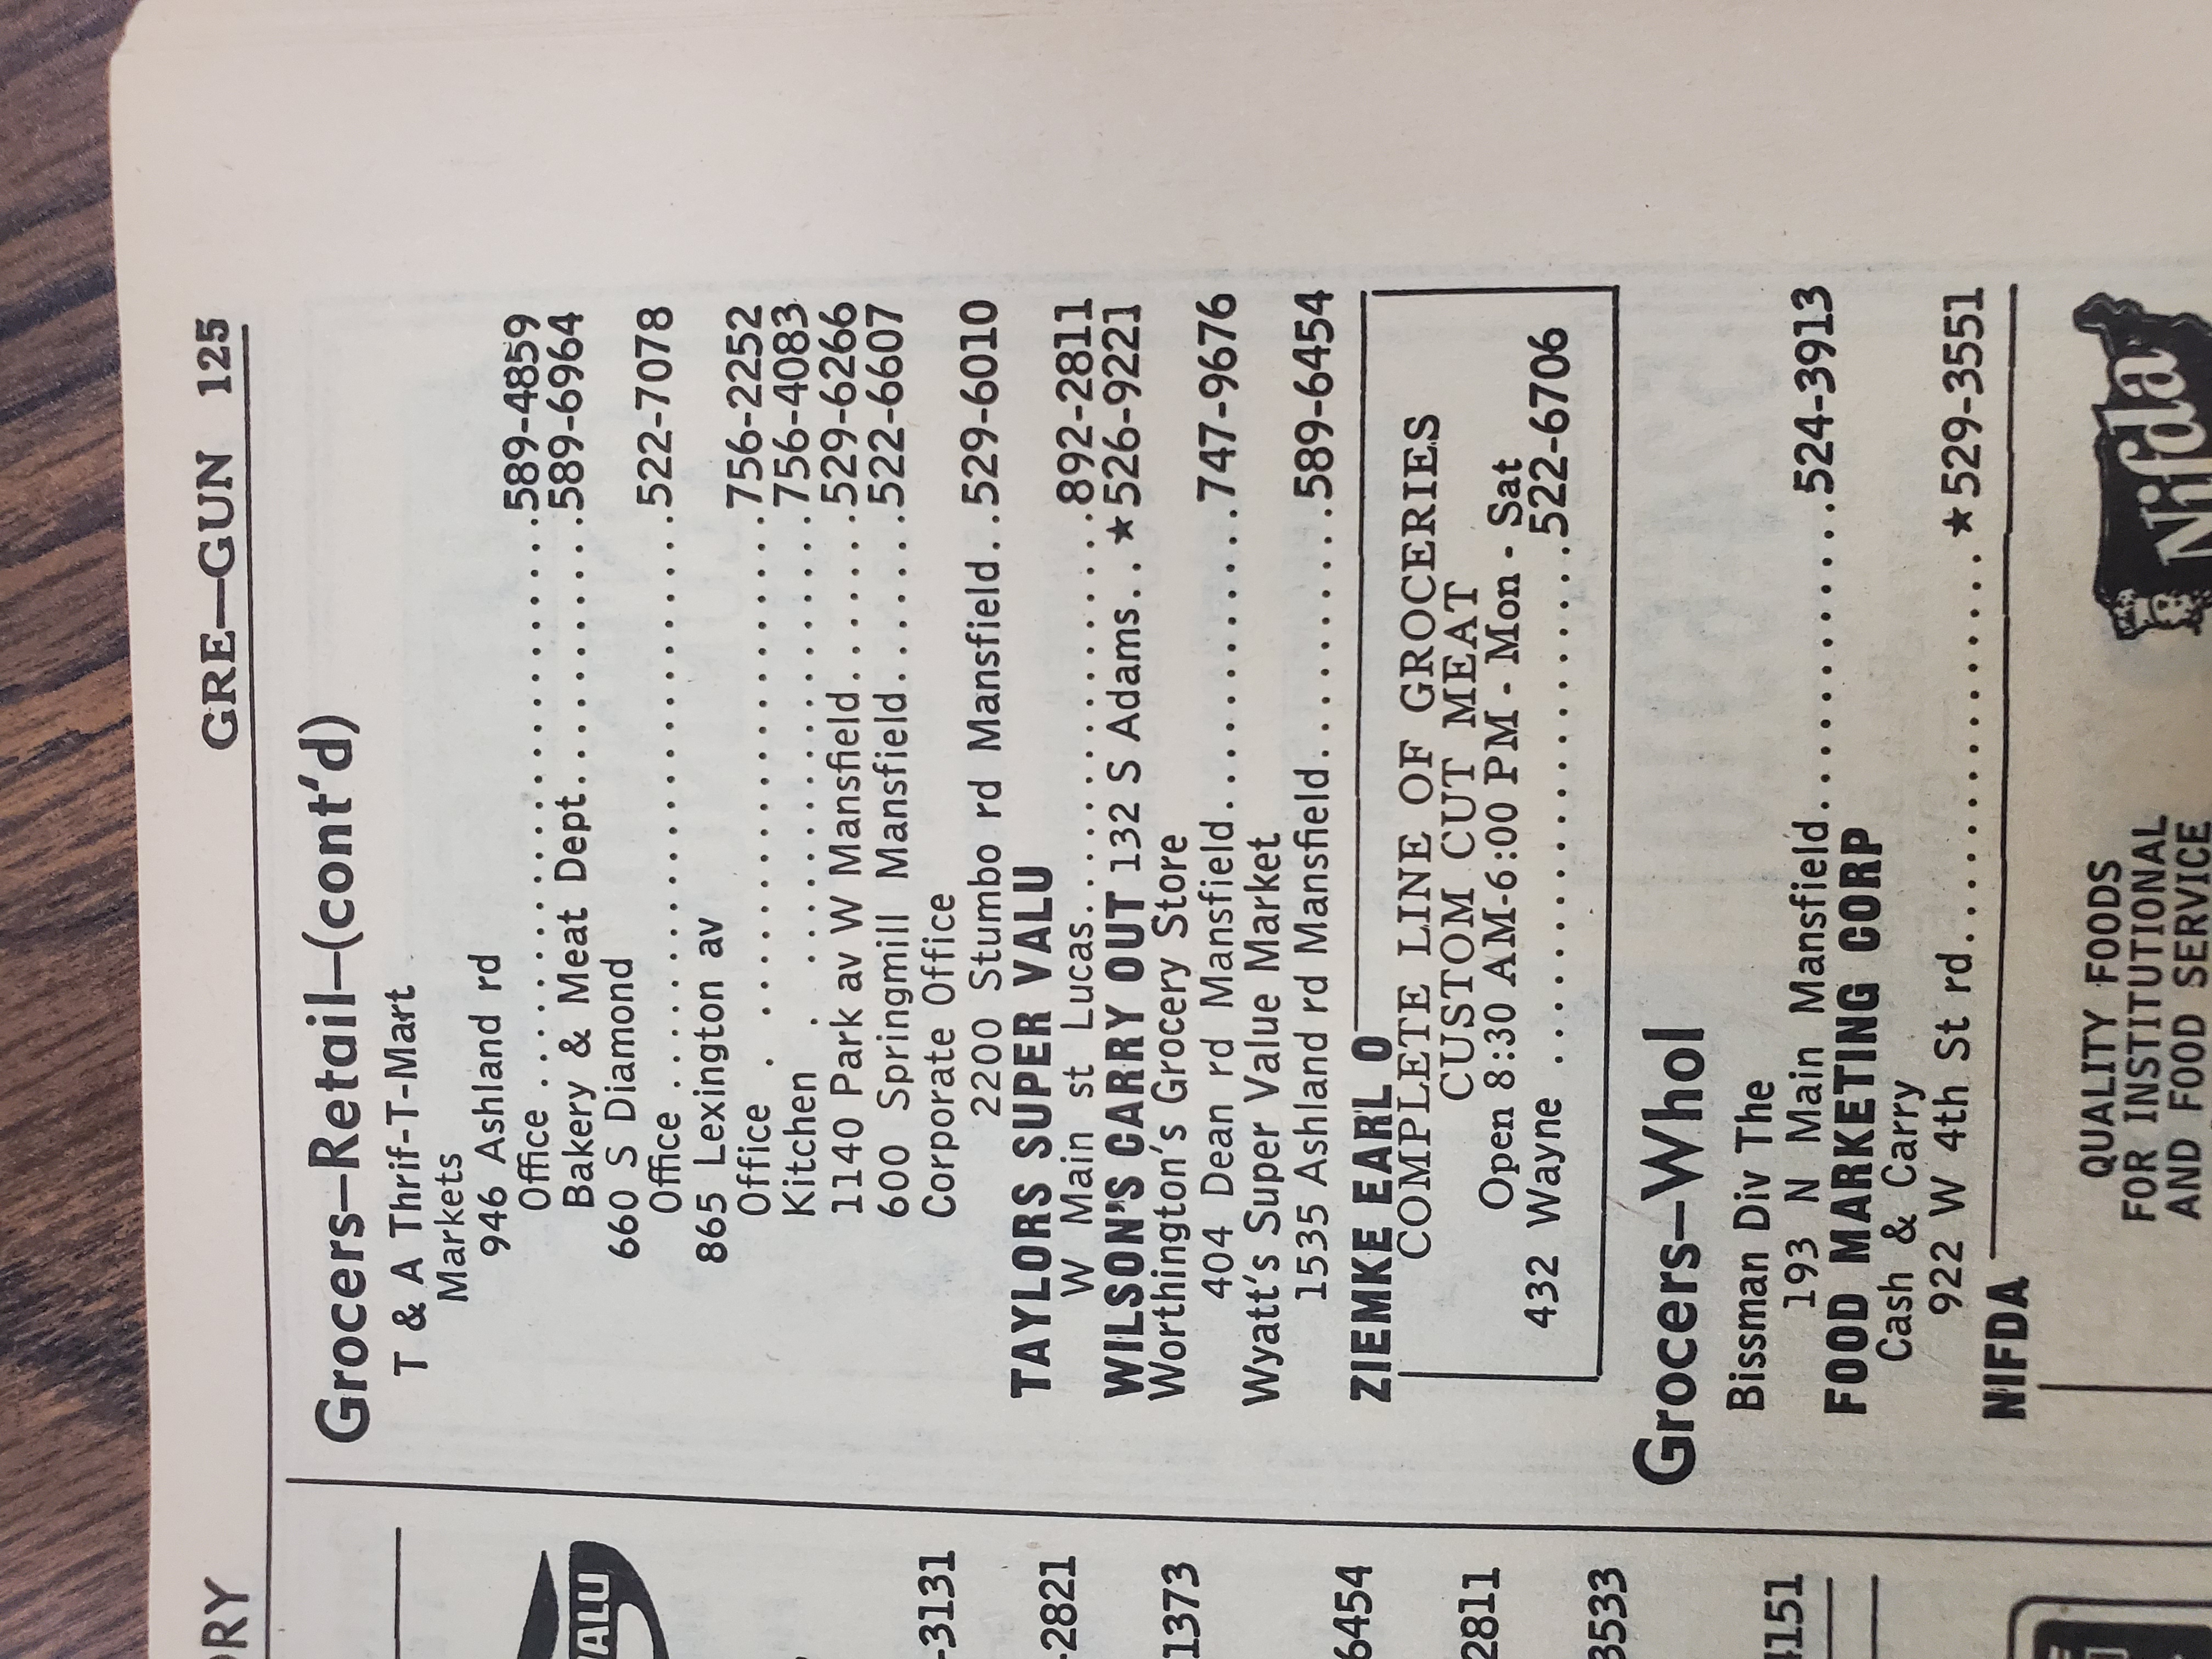 ORY
GRE—GUN 125
VALU
-3131
-2821
1373
6454
2811
3533
4151
Grocers—Retail—(cont'd)
T & A Thrif-T-Mart
Markets
946 Ashland rd
Office ..........................589-4859
Bakery & Meat Dept..............589-6964
660 S Diamond
Office ..........................522-7078
865 Lexington av
Office . ........................756-2252
Kitchen . .......................756-4083
1140 Park av W Mansfield........529-6266
600 Springmill Mansfield........522-6607
Corporate Office
2200 Stumbo rd Mansfield..529-6010
TAYLORS SUPER VALU
W Main st Lucas....................892-2811
WILSON'S CARRY OUT 132 S Adams..★526-9221
Worthington's Grocery Store
404 Dean rd Mansfield..............747-9676
Wyatt's Super Value Market
1535 Ashland rd Mansfield...........589-6454
ZIEMKE EARL O
COMPLETE LINE OF GROCERIES
CUSTOM CUT MEAT
Open 8:30 AM-6:00 PM - Mon - Sat
432 Wayne ........................522-6706
Grocers—Whol
Bissman Div The
193 N Main Mansfield..............524-3913
FOOD MARKETING CORP
Cash & Carry
922 W 4th St rd..................★529-3551
NIFDA
QUALITY FOODS
FOR INSTITUTIONAL
AND FOOD SERVICE
Nifda